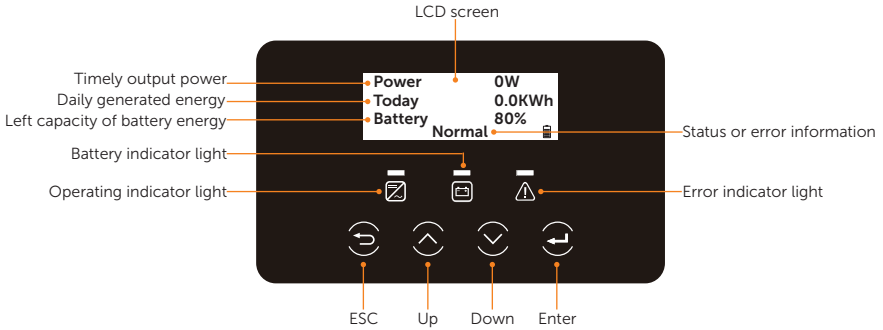 LCD screen
Timely output power
Daily generated energy
Left capacity of battery energy
Power 0W
Today 0.0KWh
Battery 80%
Normal
Status or error information
Battery indicator light
Operating indicator light
Error indicator light
ESC Up Down Enter